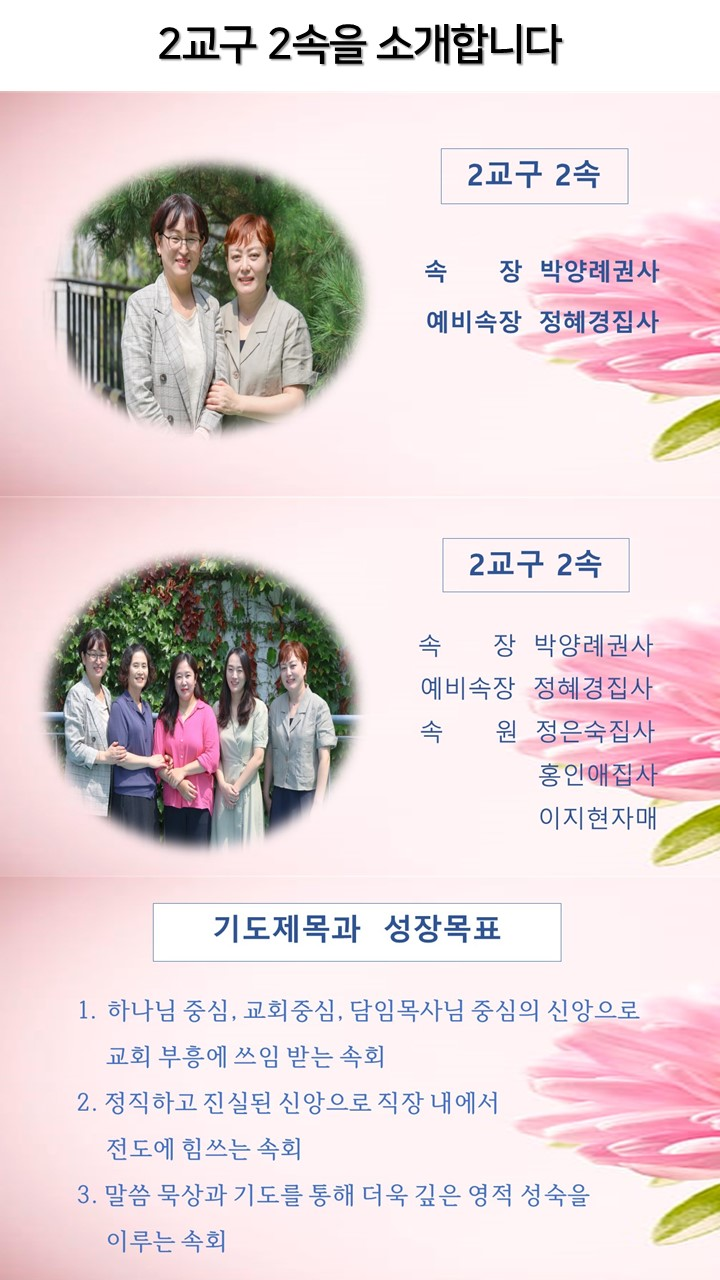 2교구 2속을 소개합니다
2교구 2속
속 장 박양례권사
예비속장 정혜경집사
2교구 2속
속 장 박양례권사
예비속장 정혜경집사
속 원 정은숙집사
홍인애집사
이지현자매
기도제목과 성장목표
1. 하나님 중심, 교회중심, 담임목사님 중심의 신앙으로
교회 부흥에 쓰임 받는 속회
2. 정직하고 진실된 신앙으로 직장 내에서
전도에 힘쓰는 속회
3. 말씀 묵상과 기도를 통해 더욱 깊은 영적 성숙을
이루는 속회